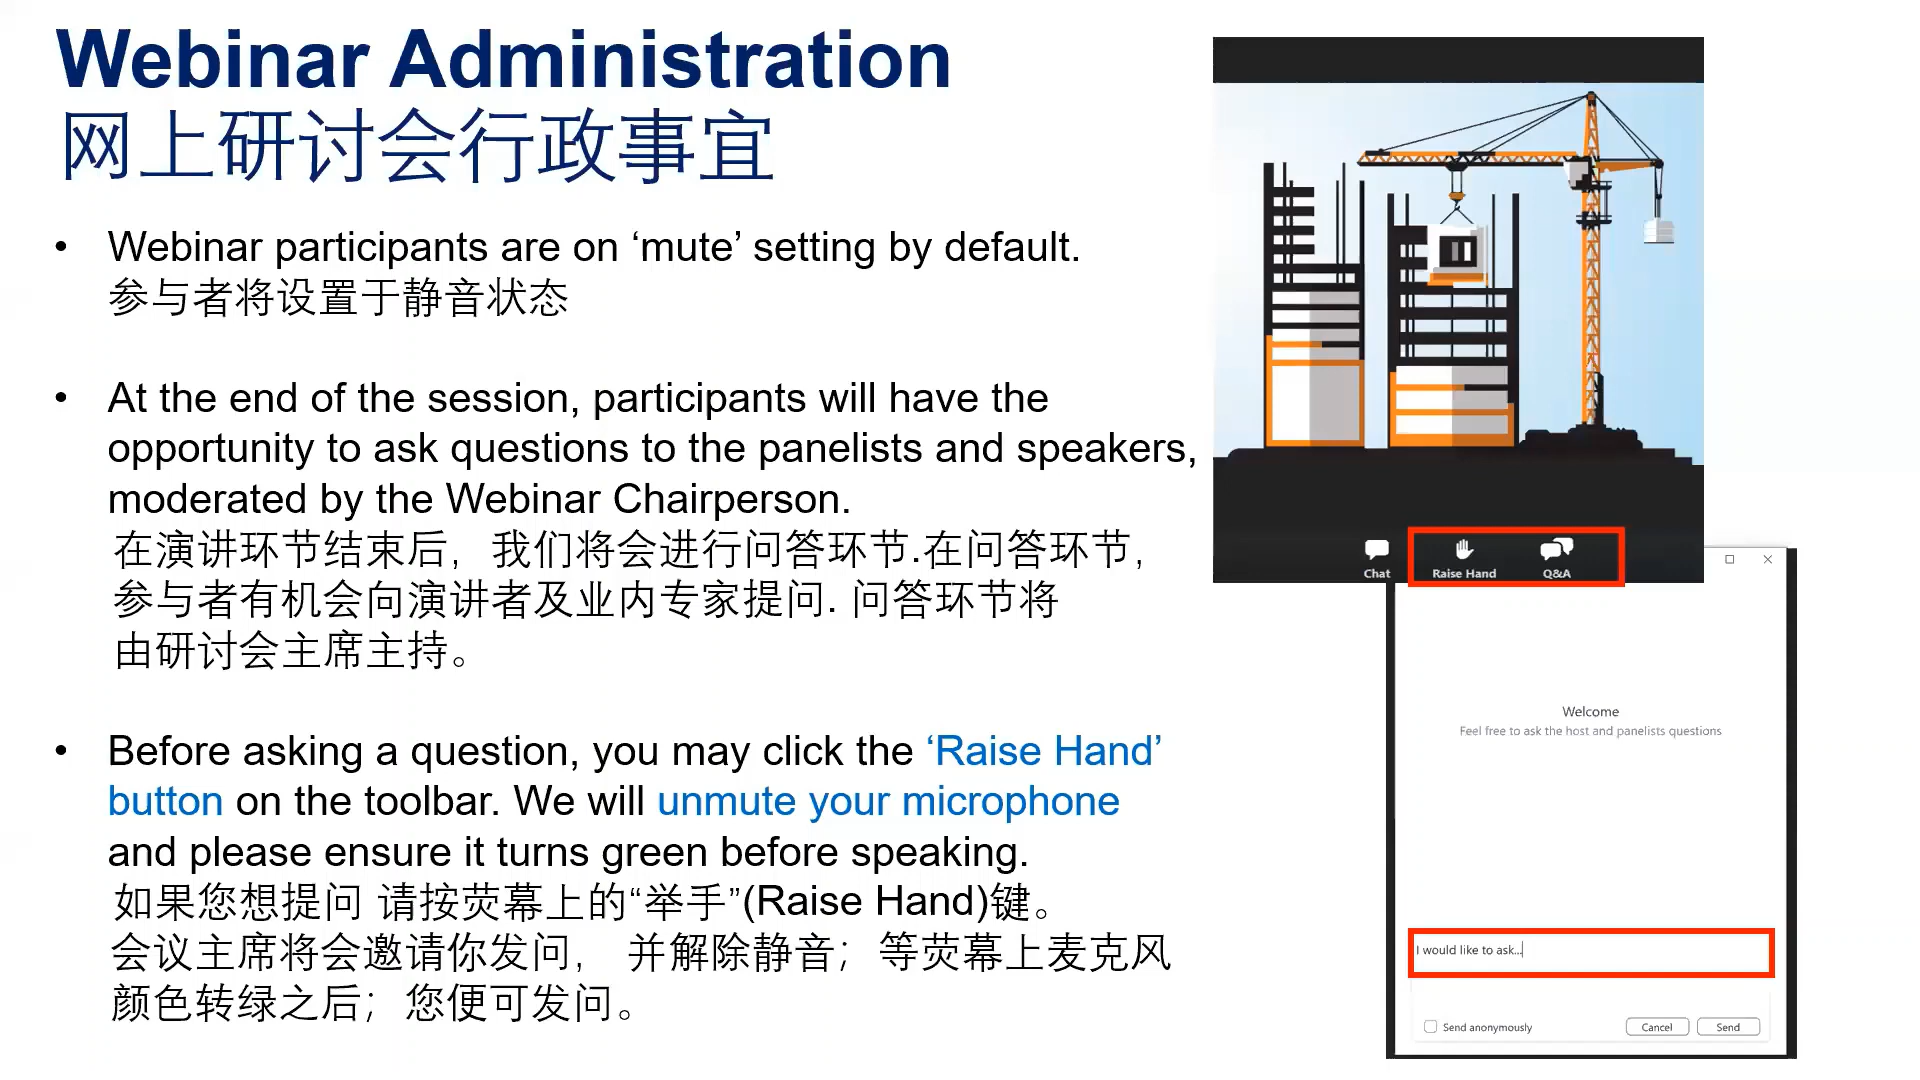 Webinar Administration
网上研讨会行政事宜
• Webinar participants are on ‘mute’ setting by default.
参与者将设置于静音状态
• At the end of the session, participants will have the
opportunity to ask questions to the panelists and speakers,
moderated by the Webinar Chairperson.
在演讲环节结束后，我们将会进行问答环节.在问答环节，
参与者有机会向演讲者及业内专家提问. 问答环节将
由研讨会主席主持。
• Before asking a question, you may click the ‘Raise Hand’
button on the toolbar. We will unmute your microphone
and please ensure it turns green before speaking.
如果您想提问 请按荧幕上的“举手”(Raise Hand)键。
会议主席将会邀请你发问， 并解除静音；等荧幕上麦克风
颜色转绿之后；您便可发问。
Chat Raise Hand Q&A
Welcome
Feel free to ask the host and panelists questions
I would like to ask...
Send anonymously Cancel Send